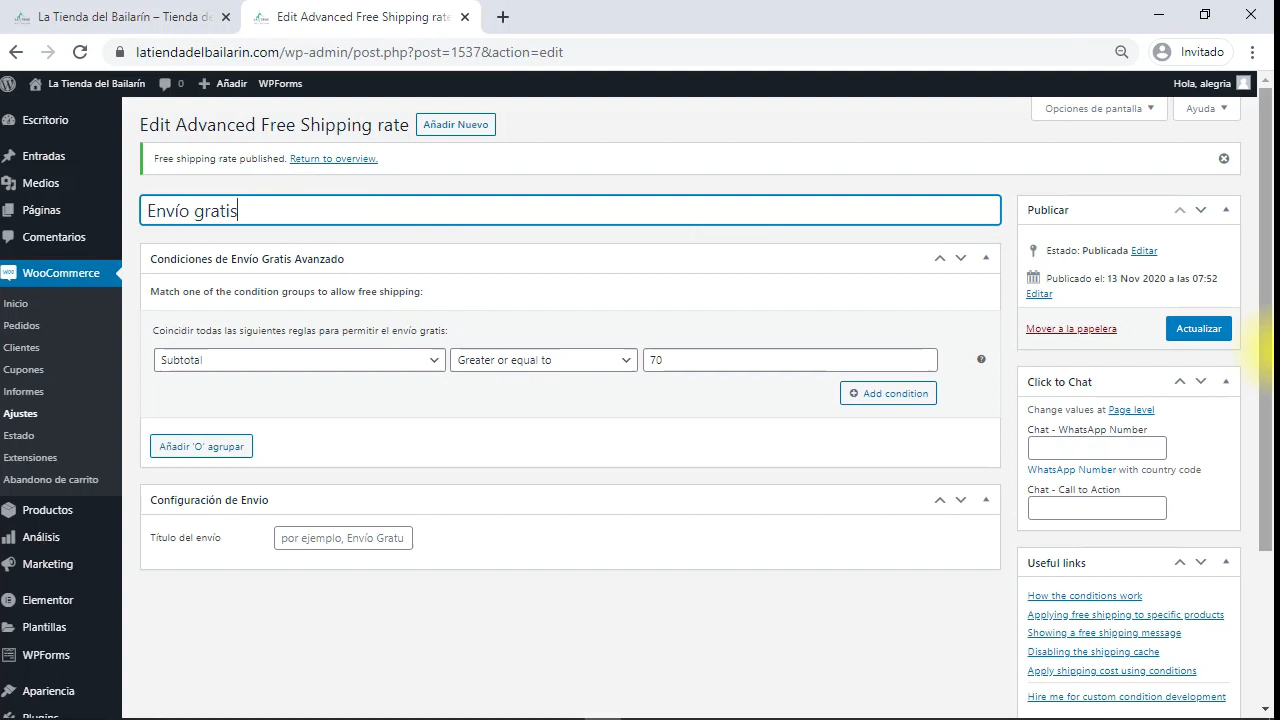 La Tienda del Bailarín – Tienda de
Edit Advanced Free Shipping rate
latiendadelbailarin.com/wp-admin/post.php?post=1537&action=edit
Invitado
La Tienda del Bailarín
0
Añadir
WPForms
Hola, alegria
Escritorio
Entradas
Medios
Páginas
Comentarios
WooCommerce
Inicio
Pedidos
Clientes
Cupones
Informes
Ajustes
Estado
Extensiones
Abandono de carrito
Productos
Análisis
Marketing
Elementor
Plantillas
WPForms
Apariencia
Opciones de pantalla
Ayuda
Edit Advanced Free Shipping rate
Añadir Nuevo
Free shipping rate published. Return to overview.
Envío gratis
Condiciones de Envío Gratis Avanzado
Match one of the condition groups to allow free shipping:
Coincidir todas las siguientes reglas para permitir el envío gratis:
Subtotal
Greater or equal to
70
Add condition
Añadir 'O' agrupar
Configuración de Envío
Título del envío
por ejemplo, Envío Gratu
Publicar
Estado: Publicada Editar
Publicado el: 13 Nov 2020 a las 07:52
Editar
Mover a la papelera
Actualizar
Click to Chat
Change values at Page level
Chat - WhatsApp Number
WhatsApp Number with country code
Chat - Call to Action
Useful links
How the conditions work
Applying free shipping to specific products
Showing a free shipping message
Disabling the shipping cache
Apply shipping cost using conditions
Hire me for custom condition development